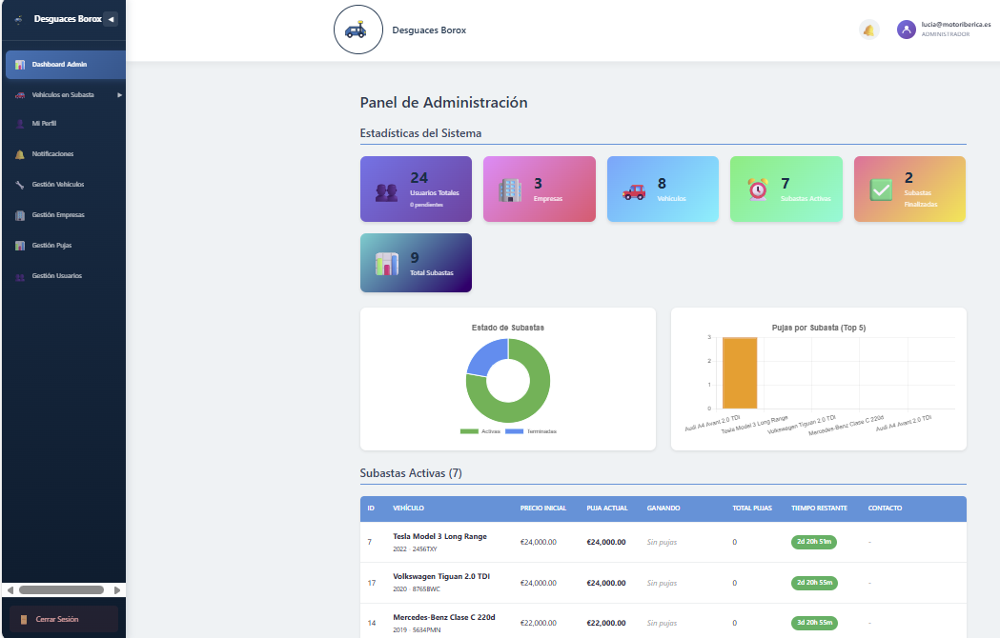 Desguaces Borox
Dashboard Admin
Vehículos en Subasta
Mi Perfil
Notificaciones
Gestión Vehículos
Gestión Empresas
Gestión Pujas
Gestión Usuarios
Cerrar Sesión
Desguaces Borox
lucia@motoriberica.es
ADMINISTRADOR
Panel de Administración
Estadísticas del Sistema
24
Usuarios Totales
0 pendientes
3
Empresas
8
Vehículos
7
Subastas Activas
2
Subastas
Finalizadas
9
Total Subastas
Estado de Subastas
Activas Terminadas
Pujas por Subasta (Top 5)
3
2
1
0
Audi A4 Avant 2.0 TDI
Tesla Model 3 Long Range
Volkswagen Tiguan 2.0 TDI
Mercedes-Benz Clase C 220d
Audi A4 Avant 2.0 TDI
Subastas Activas (7)
ID VEHÍCULO PRECIO INICIAL PUJA ACTUAL GANANDO TOTAL PUJAS TIEMPO RESTANTE CONTACTO
7 Tesla Model 3 Long Range €24,000.00 €24,000.00 Sin pujas 0 2d 20h 51m -
2022 · 2456TXY
17 Volkswagen Tiguan 2.0 TDI €24,000.00 €24,000.00 Sin pujas 0 2d 20h 55m -
2020 · 8765BWC
14 Mercedes-Benz Clase C 220d €22,000.00 €22,000.00 Sin pujas 0 3d 20h 55m -
2019 · 5634PMN